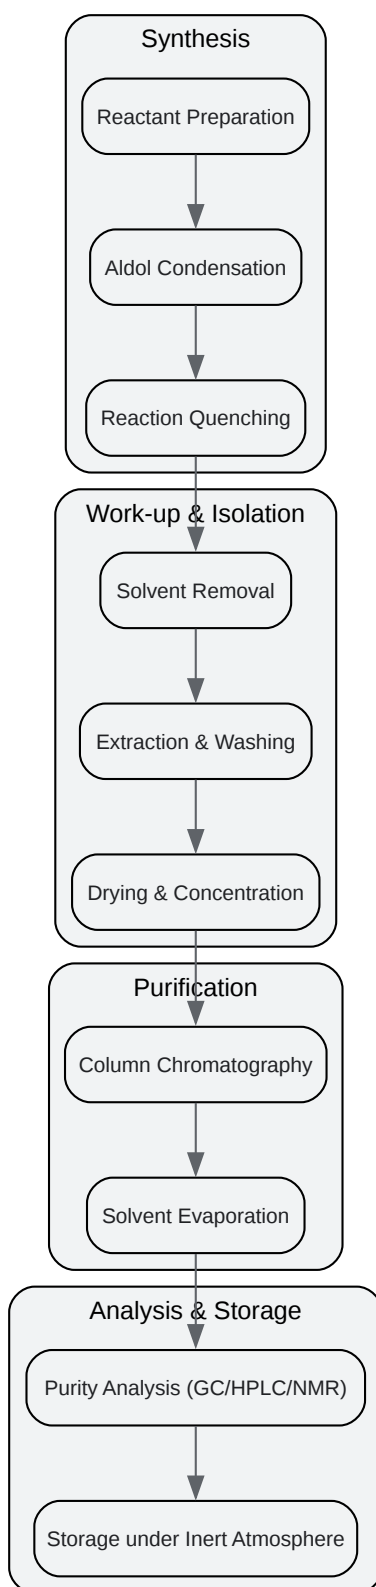 Synthesis
Reactant Preparation
Aldol Condensation
Reaction Quenching
Work-up & Isolation
Solvent Removal
Extraction & Washing
Drying & Concentration
Purification
Column Chromatography
Solvent Evaporation
Analysis & Storage
Purity Analysis (GC/HPLC/NMR)
Storage under Inert Atmosphere